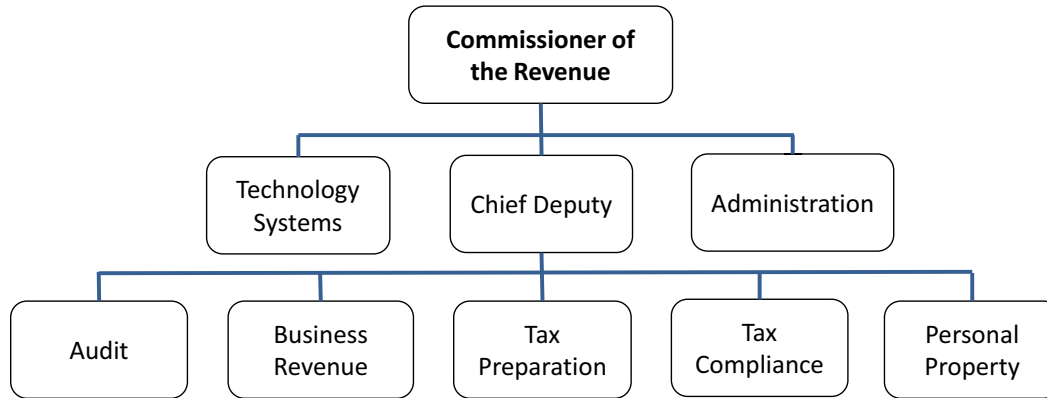 Commissioner of
the Revenue
Technology
Systems
Chief Deputy
Administration
Audit
Business
Revenue
Tax
Preparation
Tax
Compliance
Personal
Property